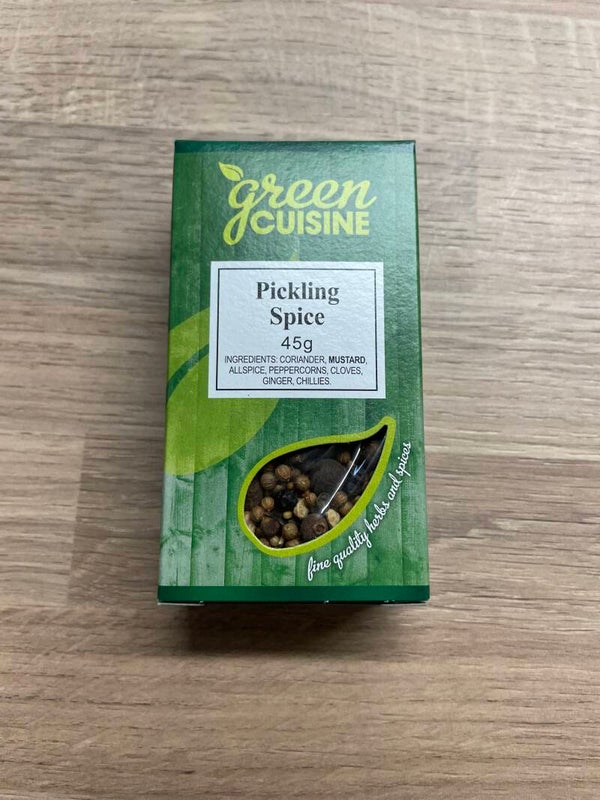 green
CUISINE
Pickling
Spice
45g
INGREDIENTS: CORIANDER, MUSTARD,
ALLSPICE, PEPPERCORNS, CLOVES,
GINGER, CHILLIES.
fine quality herbs and spices